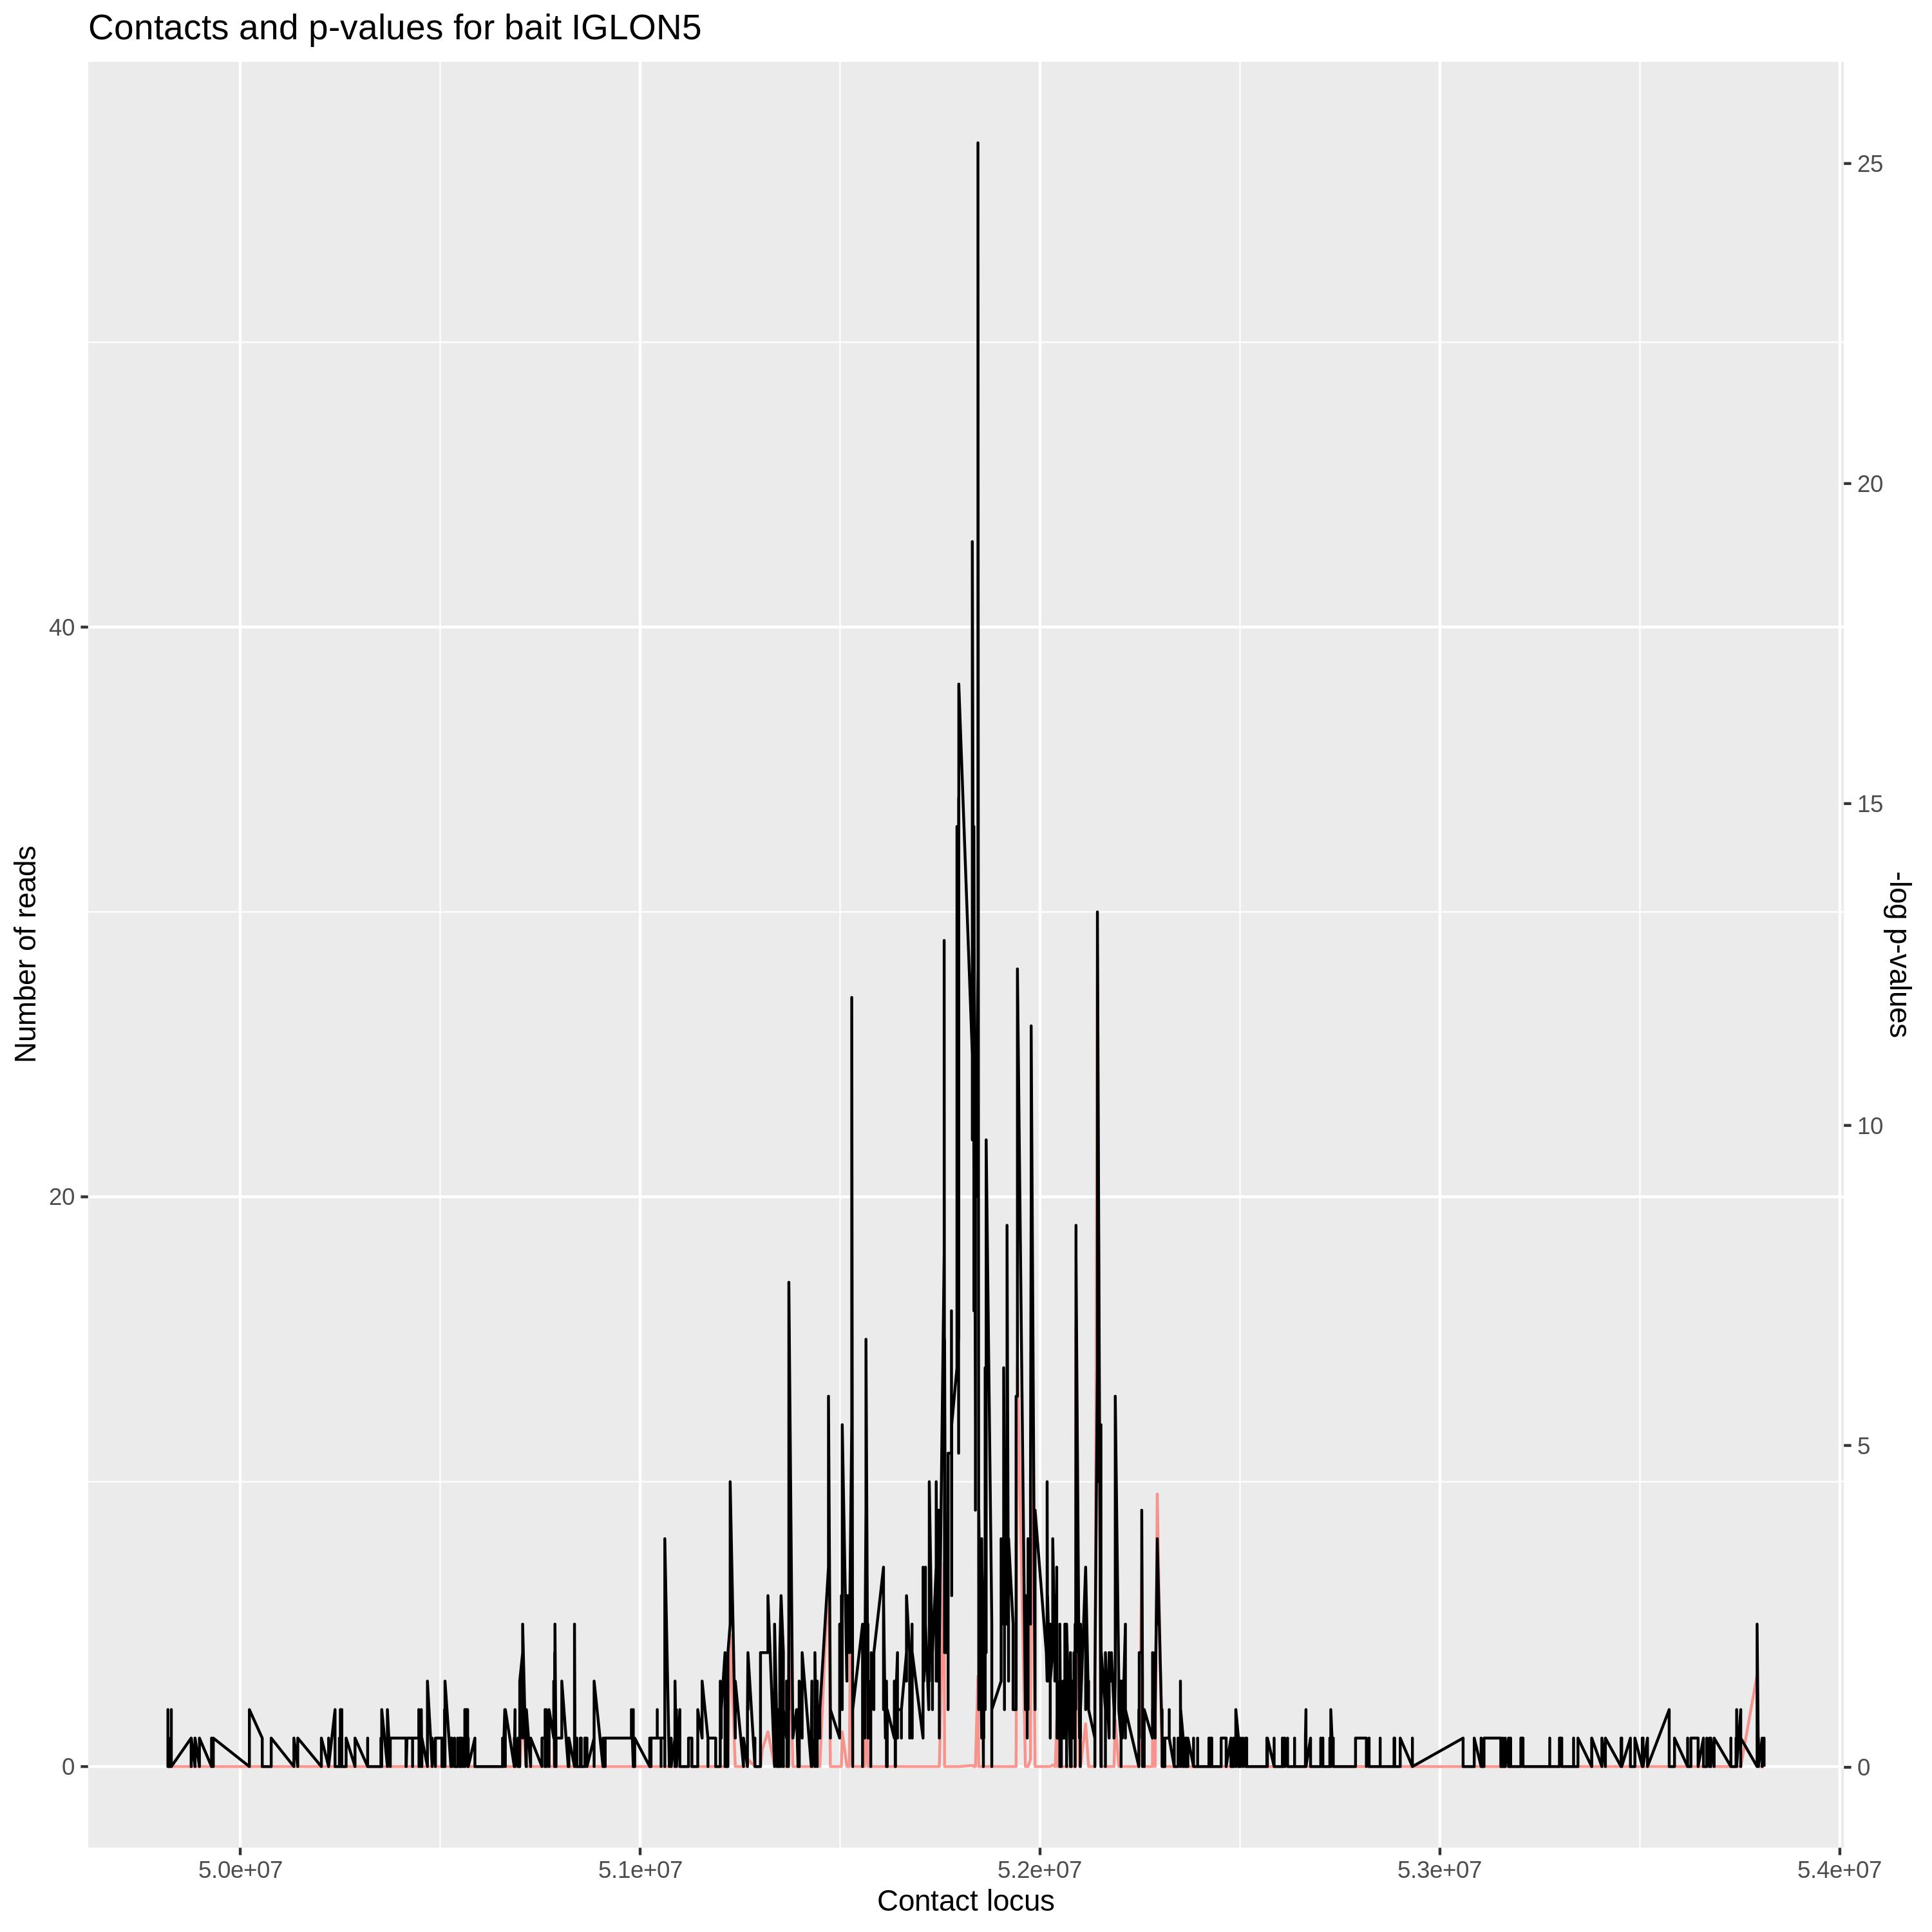 Contacts and p-values for bait IGLON5
Number of reads
40
20
0
25
20
15
10
5
0
-log p-values
5.0e+07
5.1e+07
5.2e+07
5.3e+07
5.4e+07
Contact locus